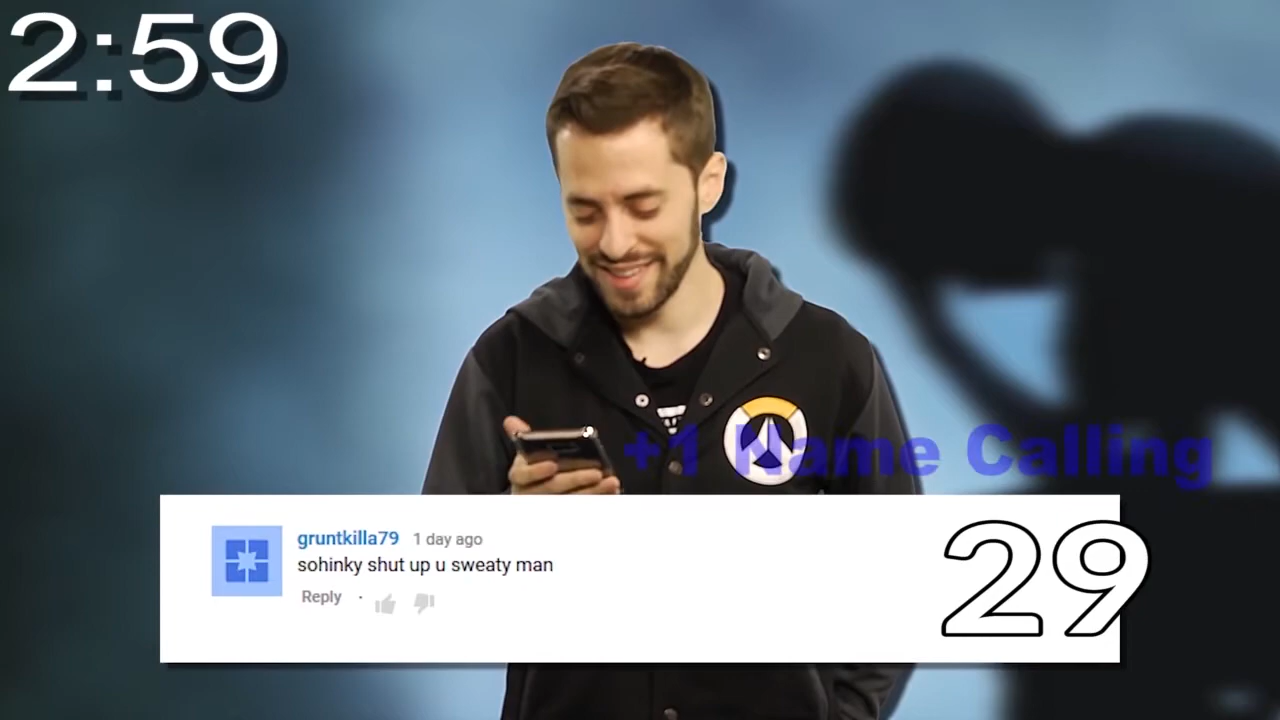 2:59
+1 Name Calling
gruntkilla79 1 day ago
sohinky shut up u sweaty man
29
Reply ·